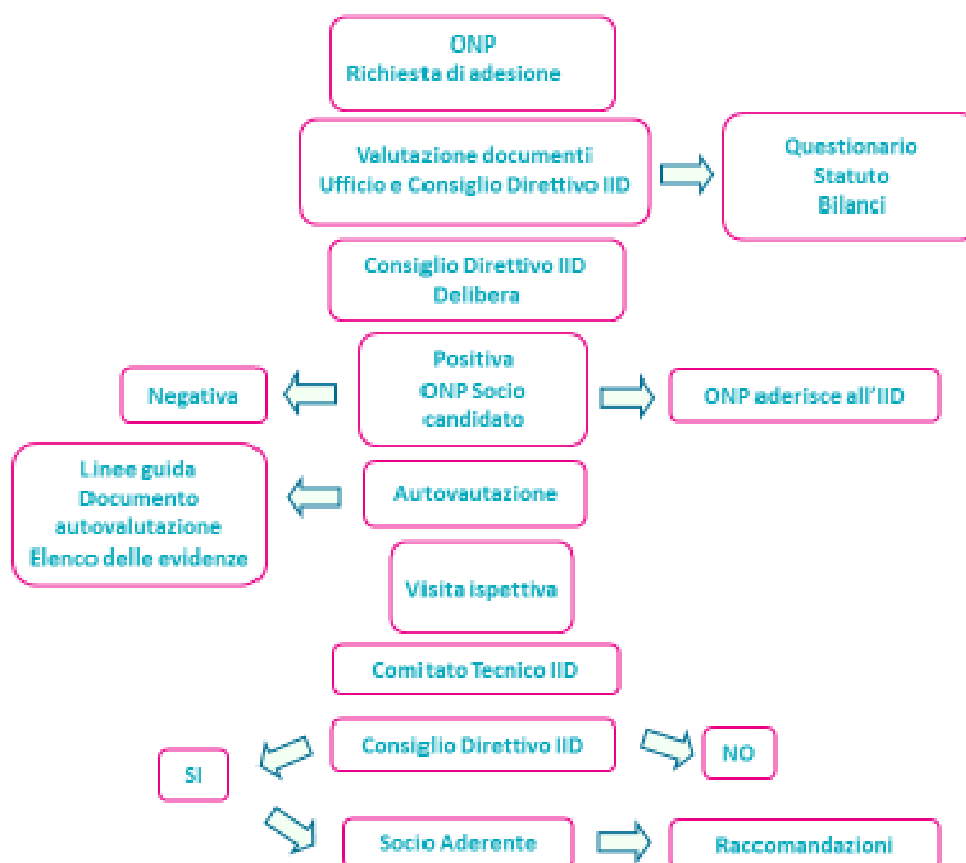 ONP
Richiesta di adesione
Valutazione documenti
Ufficio e Consiglio Direttivo IID
Questionario
Statuto
Bilanci
Consiglio Direttivo IID
Delibera
Negativa
Positiva
ONP Socio
candidato
ONP aderisce all'IID
Linee guida
Documento
autovalutazione
Elenco delle evidenze
Autovautazione
Visita ispettiva
Comitato Tecnico IID
Consiglio Direttivo IID
SI
NO
Socio Aderente
Raccomandazioni